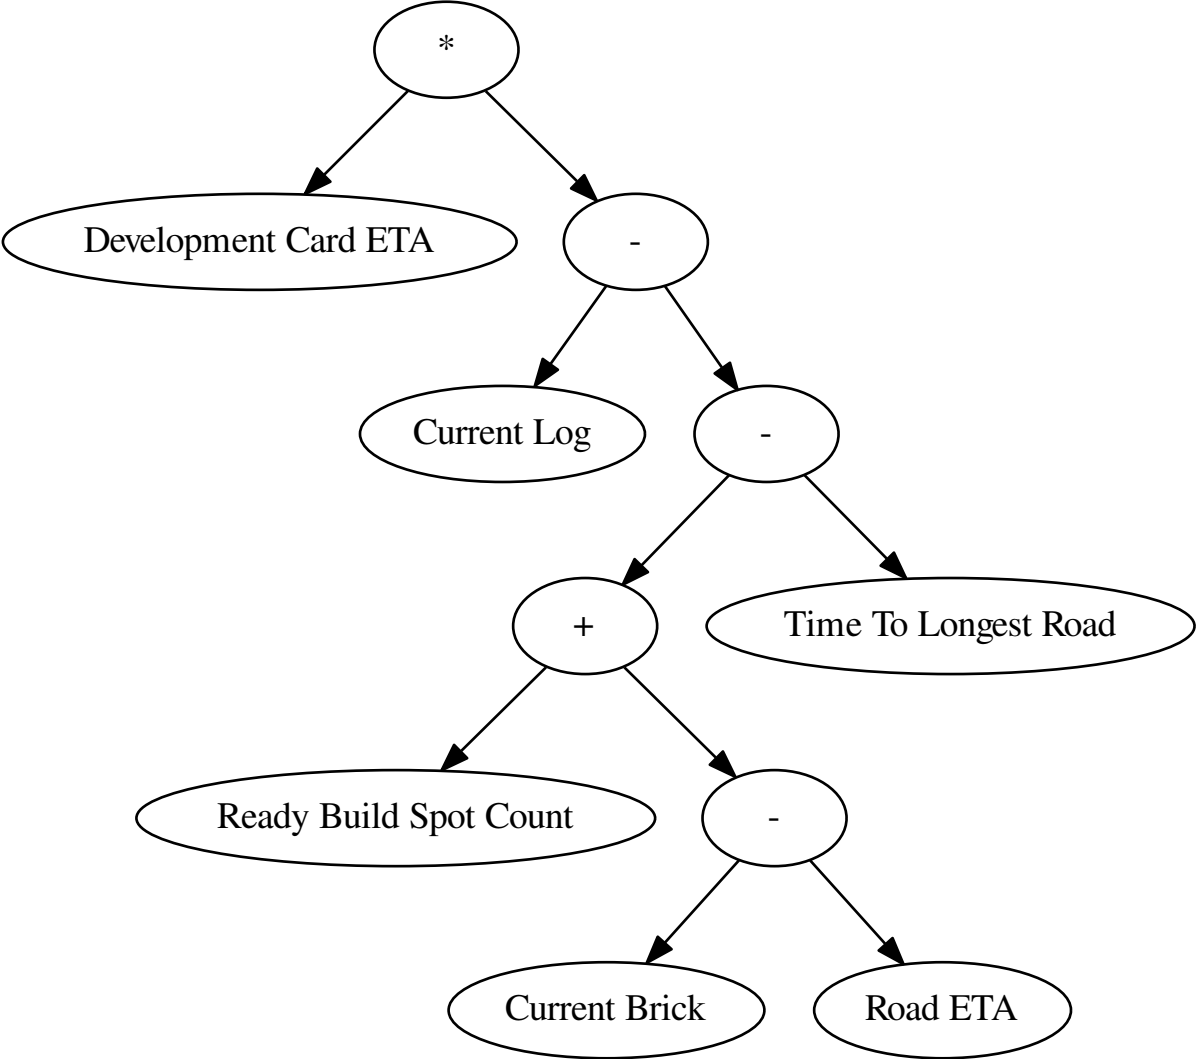 *
Development Card ETA
-
Current Log
-
+
Time To Longest Road
Ready Build Spot Count
-
Current Brick
Road ETA